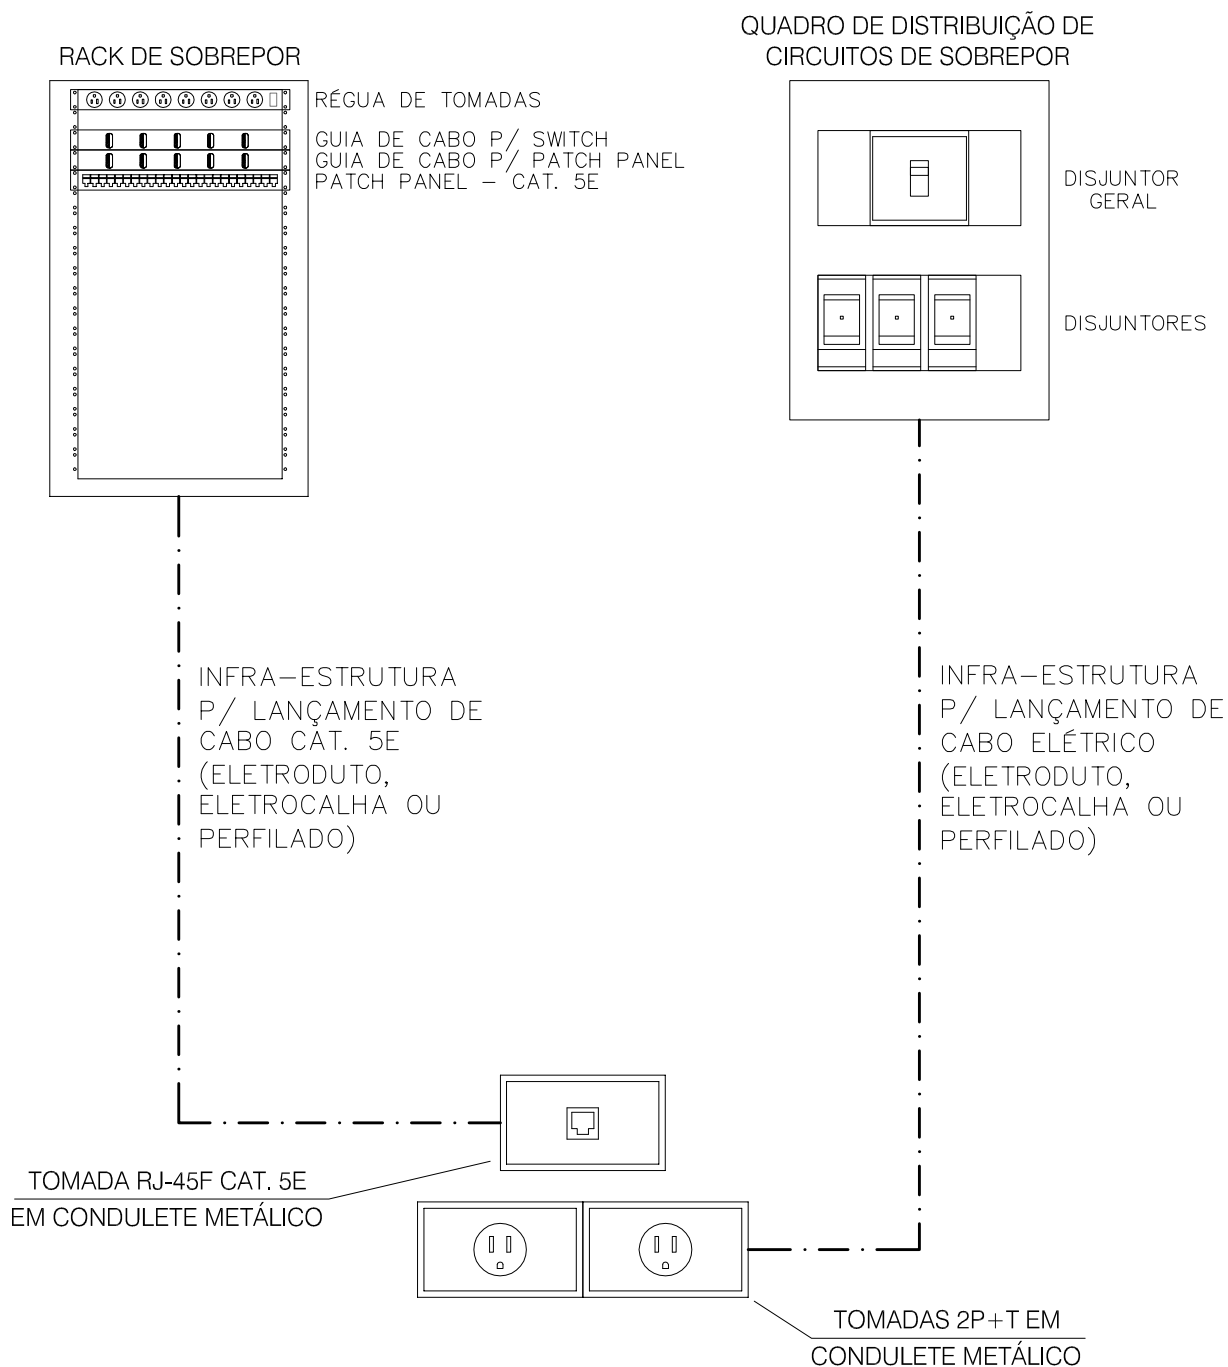 RACK DE SOBREPOR
RÉGUA DE TOMADAS
GUIA DE CABO P/ SWITCH
GUIA DE CABO P/ PATCH PANEL
PATCH PANEL – CAT. 5E
QUADRO DE DISTRIBUIÇÃO DE
CIRCUITOS DE SOBREPOR
DISJUNTOR
GERAL
DISJUNTORES
INFRA–ESTRUTURA
P/ LANÇAMENTO DE
CABO CAT. 5E
(ELETRODUTO,
ELETROCALHA OU
PERFILADO)
INFRA–ESTRUTURA
P/ LANÇAMENTO DE
CABO ELÉTRICO
(ELETRODUTO,
ELETROCALHA OU
PERFILADO)
TOMADA RJ-45F CAT. 5E
EM CONDULETE METÁLICO
TOMADAS 2P+T EM
CONDULETE METÁLICO